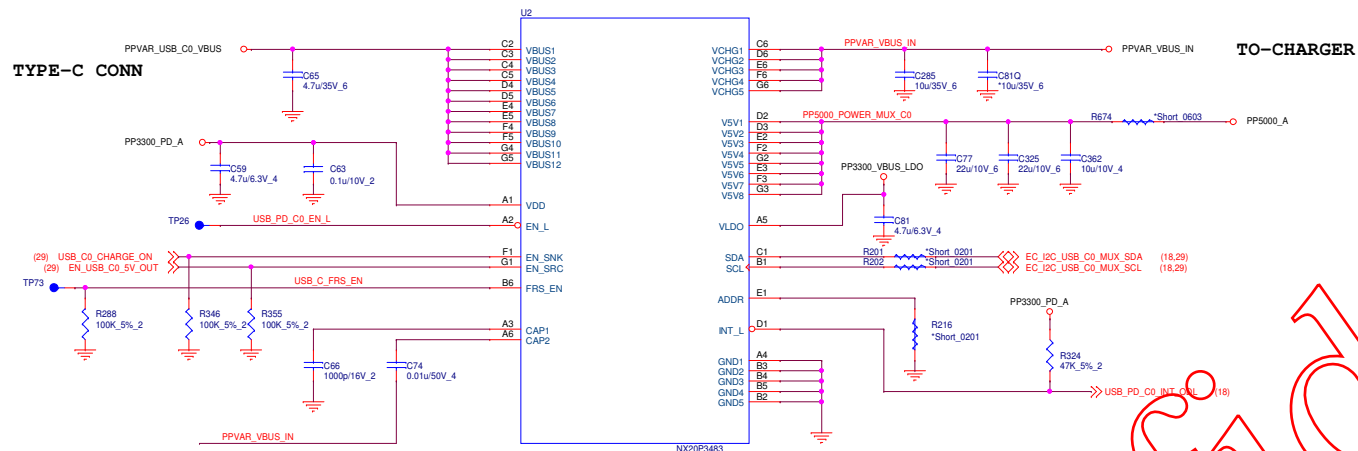 U2
PPVAR_USB_C0_VBUS
TYPE-C CONN
C65
4.7u/35V_6
C2 VBUS1
C3 VBUS2
C4 VBUS3
C5 VBUS4
D4 VBUS5
D5 VBUS6
E4 VBUS7
E5 VBUS8
F4 VBUS9
F5 VBUS10
G4 VBUS11
G5 VBUS12
PP3300_PD_A
C59
4.7u/6.3V_4
C63
0.1u/10V_2
A1 VDD
TP26
USB_PD_C0_EN_L
A2 EN_L
(29) USB_C0_CHARGE_ON
F1 EN_SNK
(29) EN_USB_C0_5V_OUT
G1 EN_SRC
TP73
USB_C_FRS_EN
B6 FRS_EN
R288
100K_5%_2
R346
100K_5%_2
R355
100K_5%_2
A3 CAP1
A6 CAP2
C66
1000p/16V_2
C74
0.01u/50V_4
PPVAR_VBUS_IN
NX20P3483
VCHG1 C6
VCHG2 D6
VCHG3 E6
VCHG4 F6
VCHG5 G6
PPVAR_VBUS_IN
PPVAR_VBUS_IN
TO-CHARGER
C285
10u/35V_6
C81Q
*10u/35V_6
V5V1 D2
V5V2 D3
V5V3 E2
V5V4 F2
V5V5 G2
V5V6 E3
V5V7 F3
V5V8 G3
PP5000_POWER_MUX_C0
R674
*Short_0603
PP5000_A
C77
22u/10V_6
C325
22u/10V_6
C362
10u/10V_4
PP3300_VBUS_LDO
VLDO A5
C81
4.7u/6.3V_4
SDA C1
SCL B1
R201
*Short_0201
R202
*Short_0201
EC_I2C_USB_C0_MUX_SDA (18,29)
EC_I2C_USB_C0_MUX_SCL (18,29)
ADDR E1
R216
*Short_0201
PP3300_PD_A
INT_L D1
R324
47K_5%_2
USB_PD_C0_INT_ODL (18)
GND1 A4
GND2 B3
GND3 B4
GND4 B5
GND5 B2